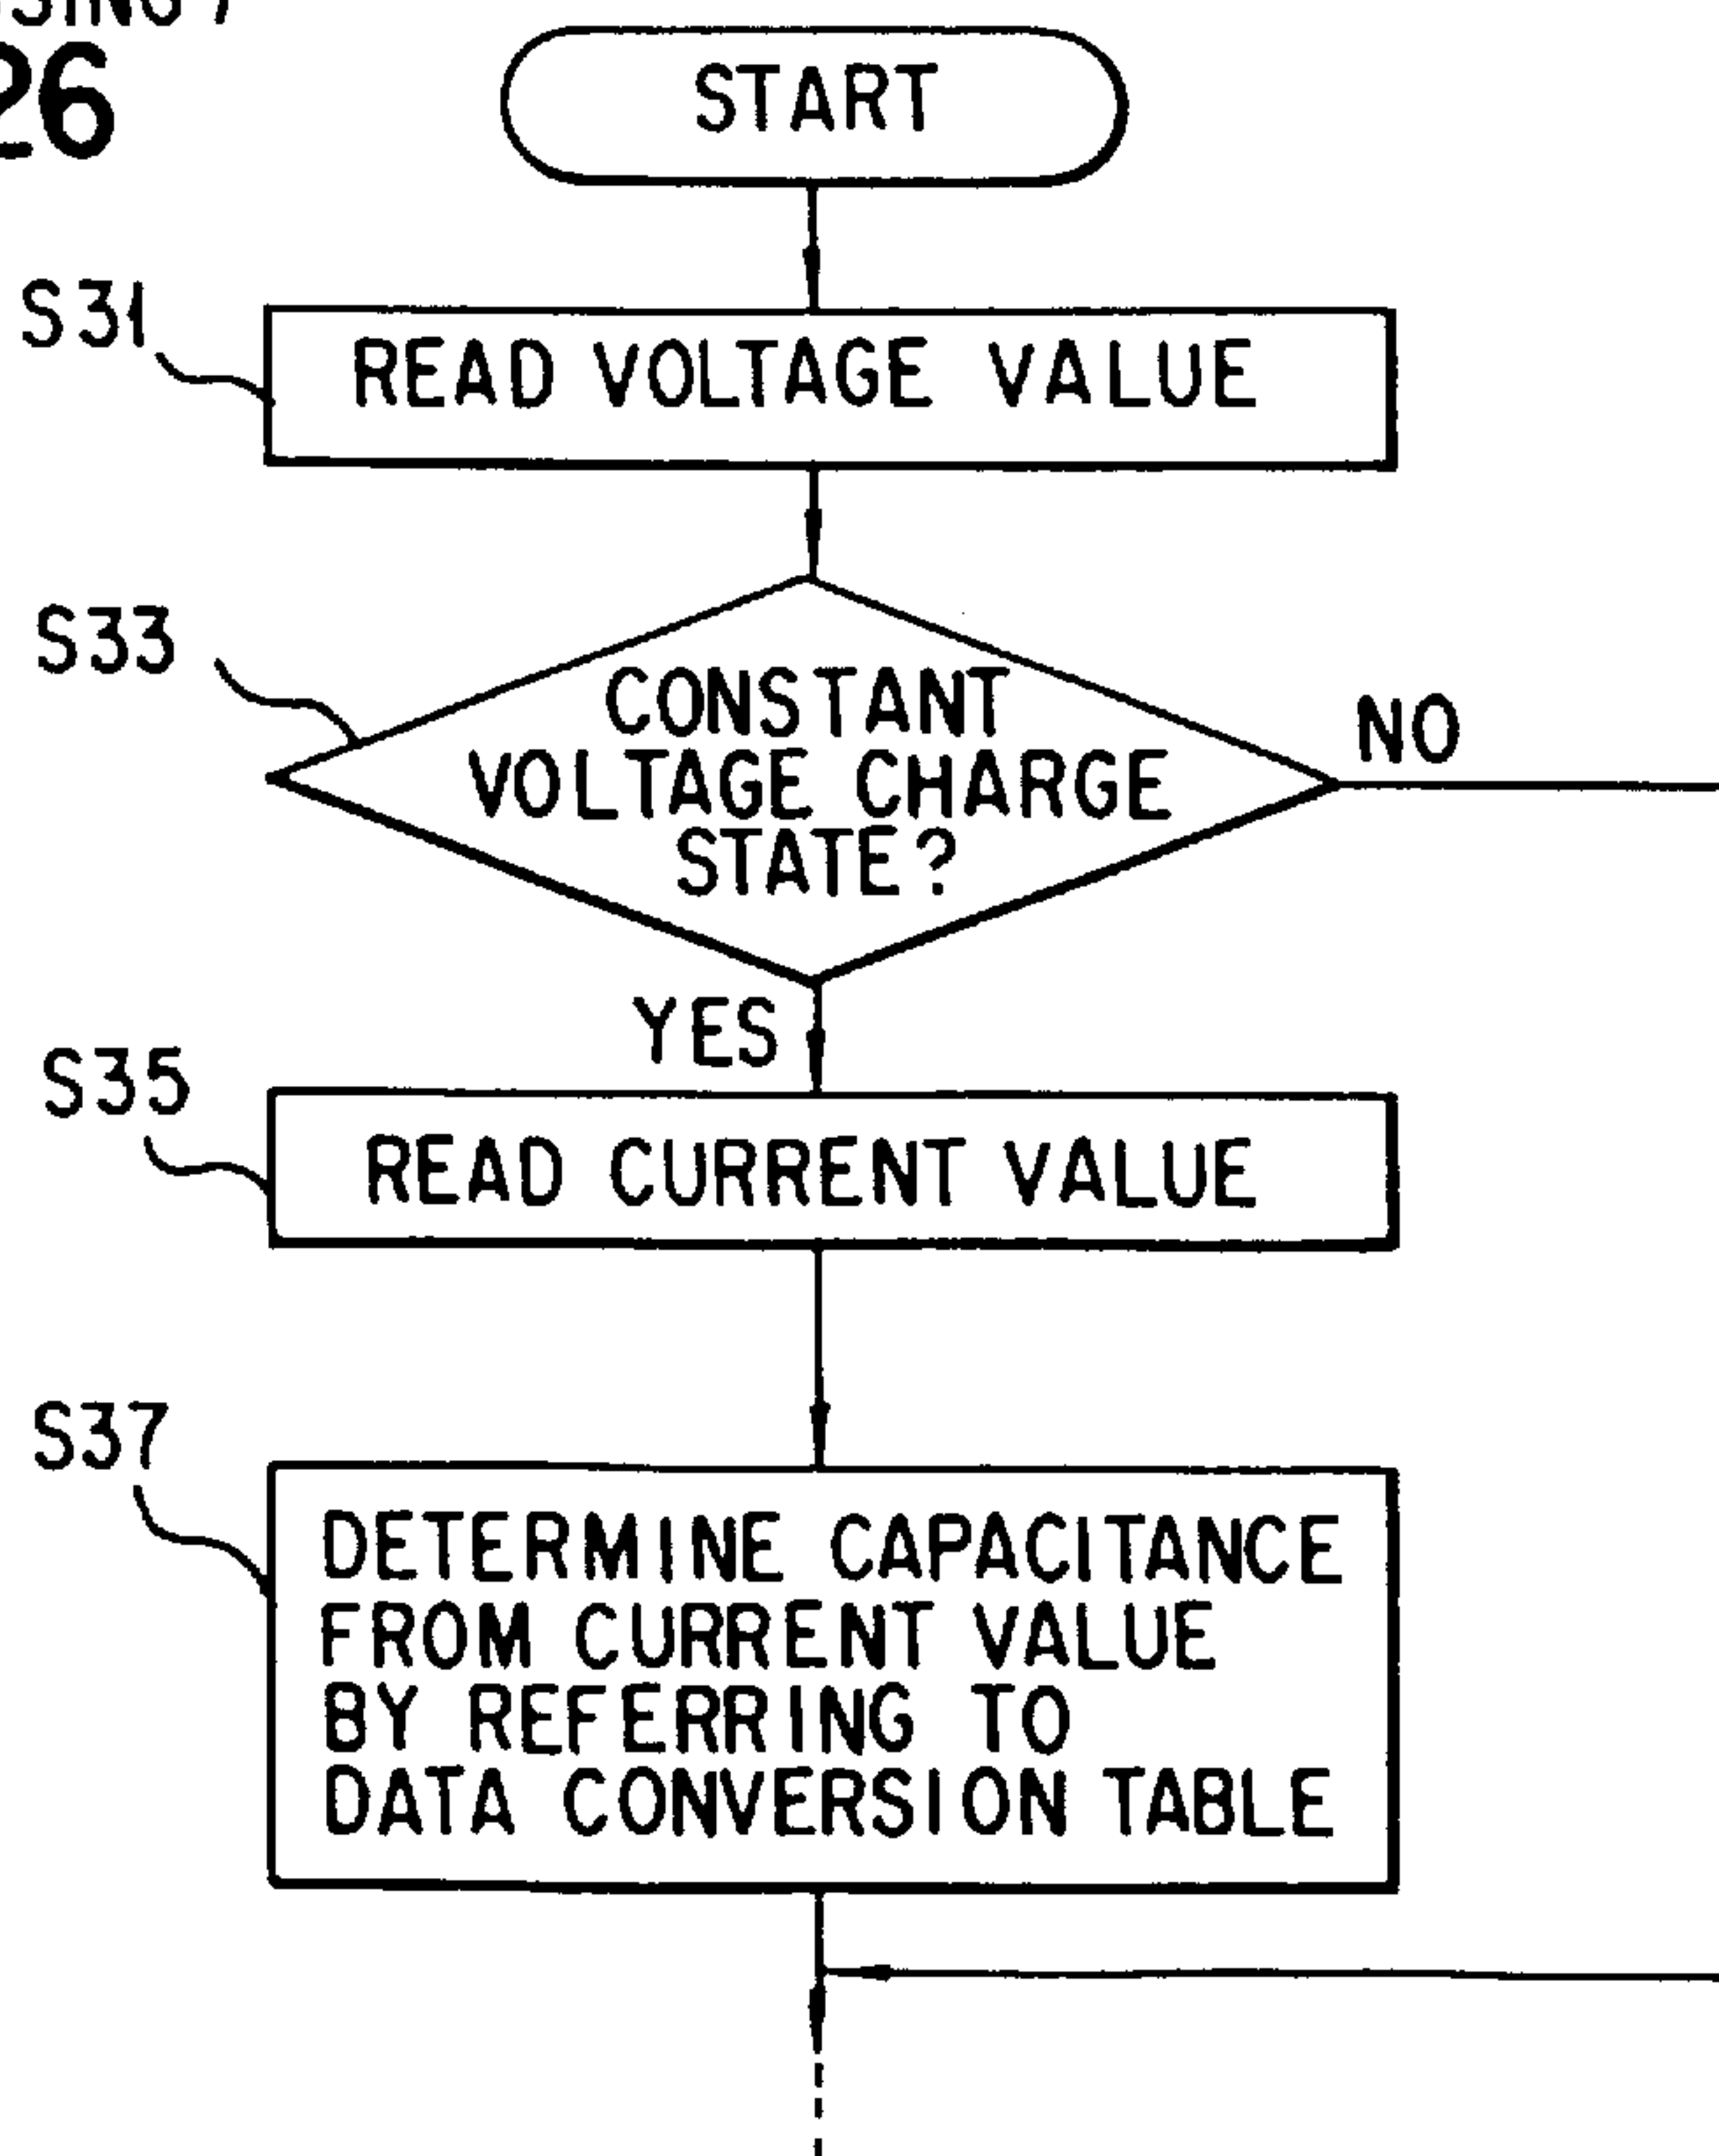 26
START
S31
READ VOLTAGE VALUE
S33
CONSTANT
VOLTAGE CHARGE
STATE?
NO
YES
S35
READ CURRENT VALUE
S37
DETERMINE CAPACITANCE
FROM CURRENT VALUE
BY REFERRING TO
DATA CONVERSION TABLE